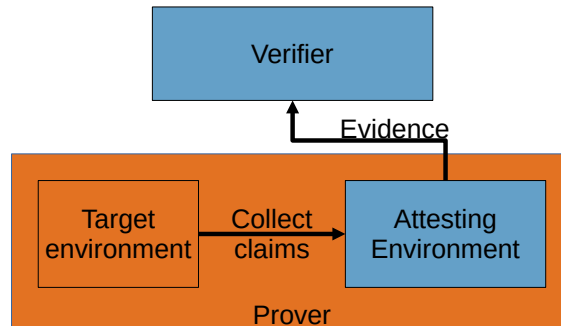 Verifier
Evidence
Target
environment
Collect
claims
Attesting
Environment
Prover